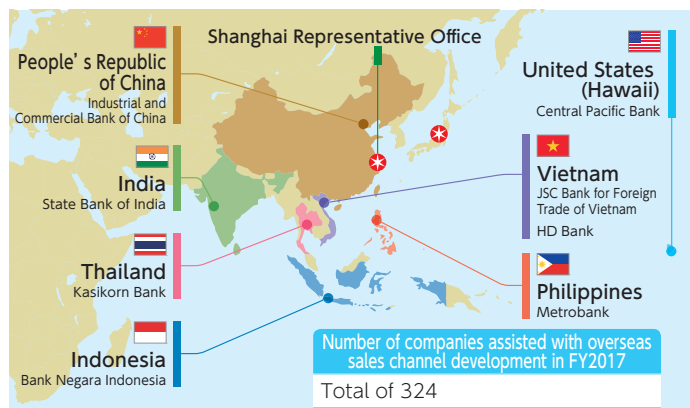 Shanghai Representative Office
People’s Republic
of China
Industrial and
Commercial Bank of China
India
State Bank of India
Thailand
Kasikorn Bank
Indonesia
Bank Negara Indonesia
United States
(Hawaii)
Central Pacific Bank
Vietnam
JSC Bank for Foreign
Trade of Vietnam
HD Bank
Philippines
Metrobank
Number of companies assisted with overseas
sales channel development in FY2017
Total of 324